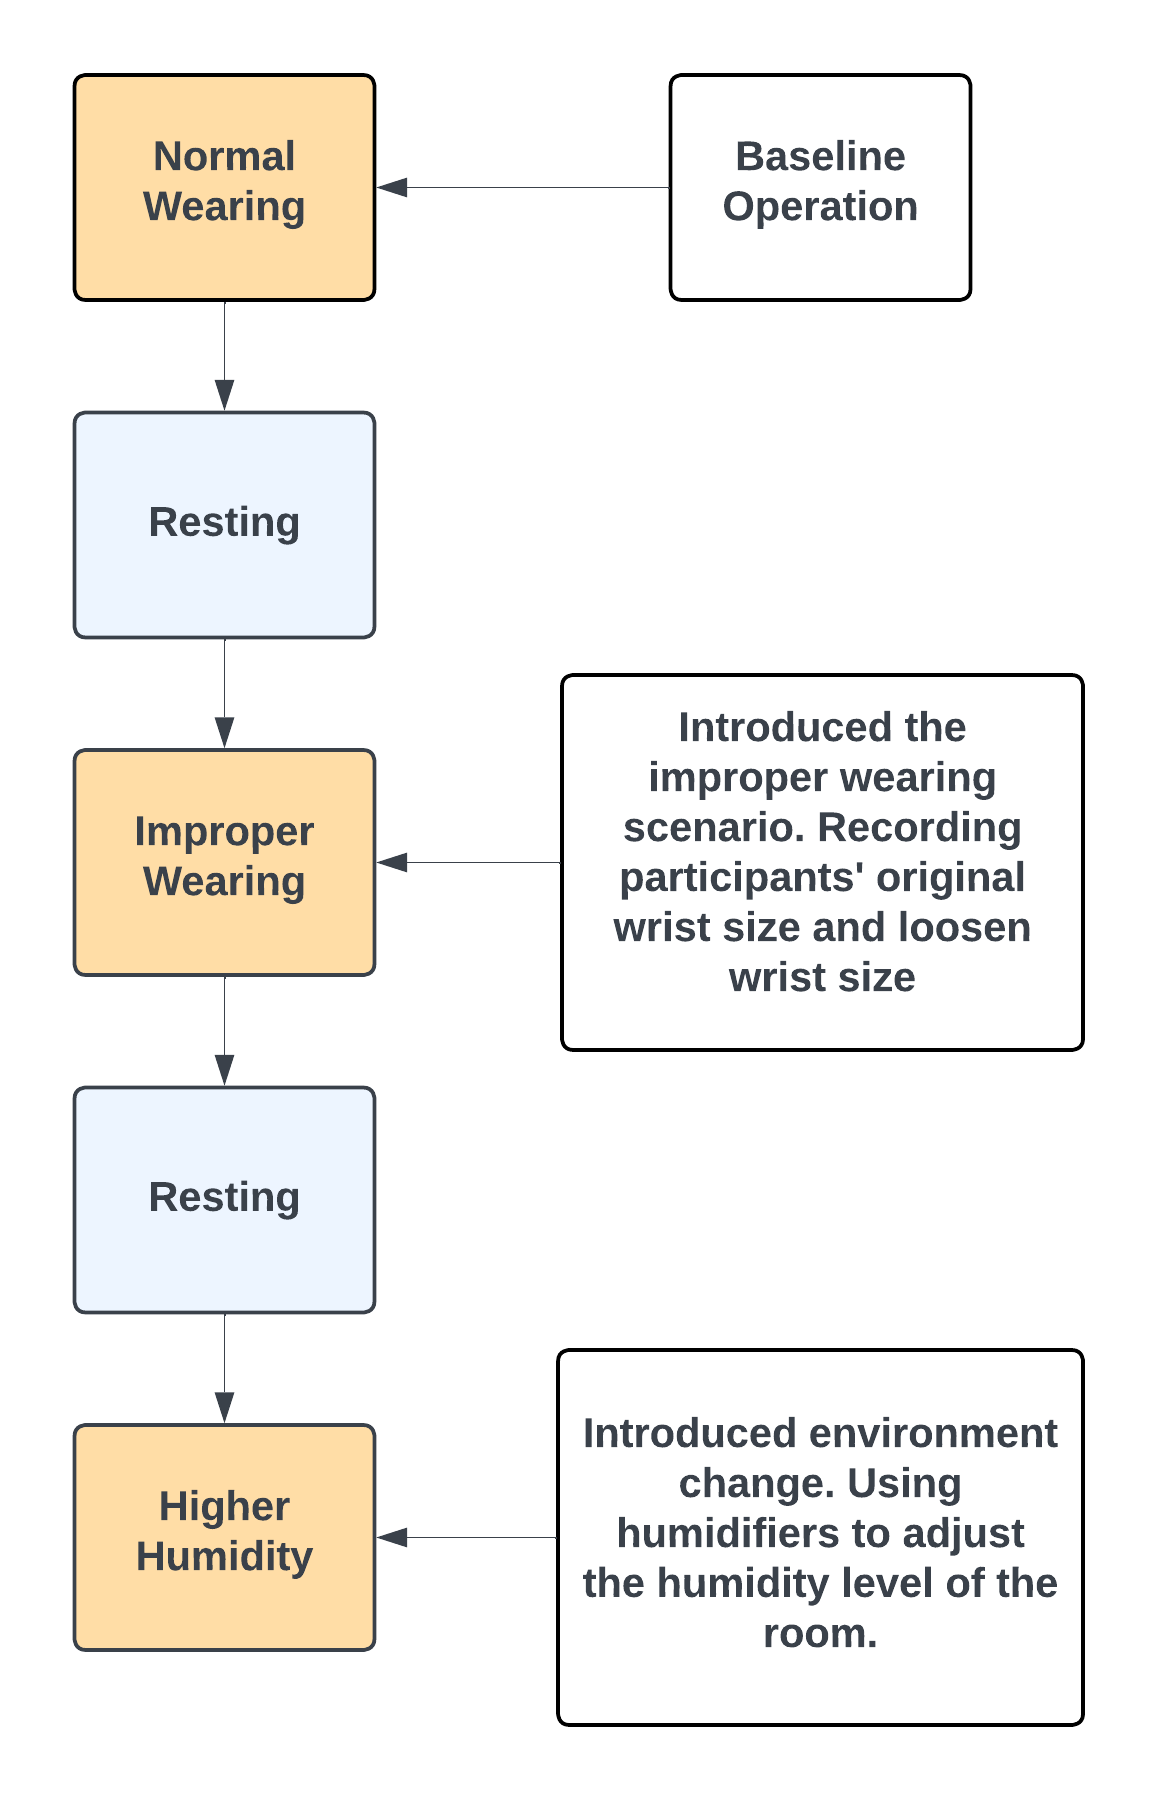 Normal
Wearing
Baseline
Operation
Resting
Improper
Wearing
Introduced the
improper wearing
scenario. Recording
participants' original
wrist size and loosen
wrist size
Resting
Higher
Humidity
Introduced environment
change. Using
humidifiers to adjust
the humidity level of the
room.